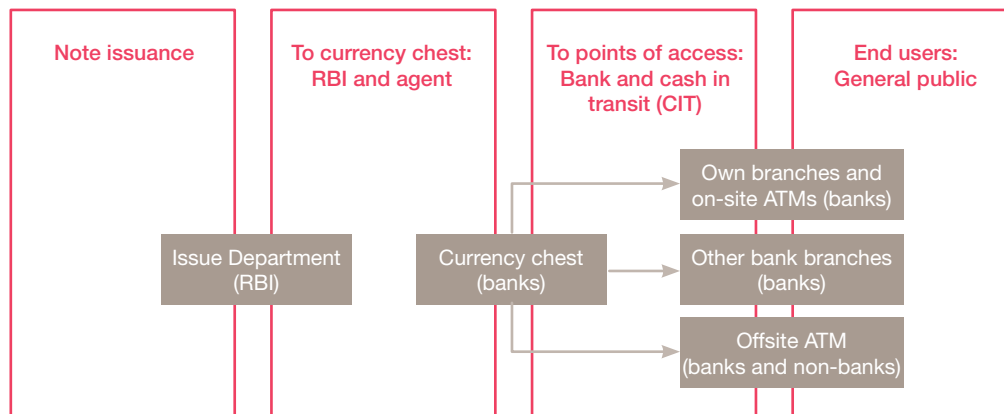 Note issuance
To currency chest:
RBI and agent
To points of access:
Bank and cash in
transit (CIT)
End users:
General public
Issue Department
(RBI)
Currency chest
(banks)
Own branches and
on-site ATMs (banks)
Other bank branches
(banks)
Offsite ATM
(banks and non-banks)